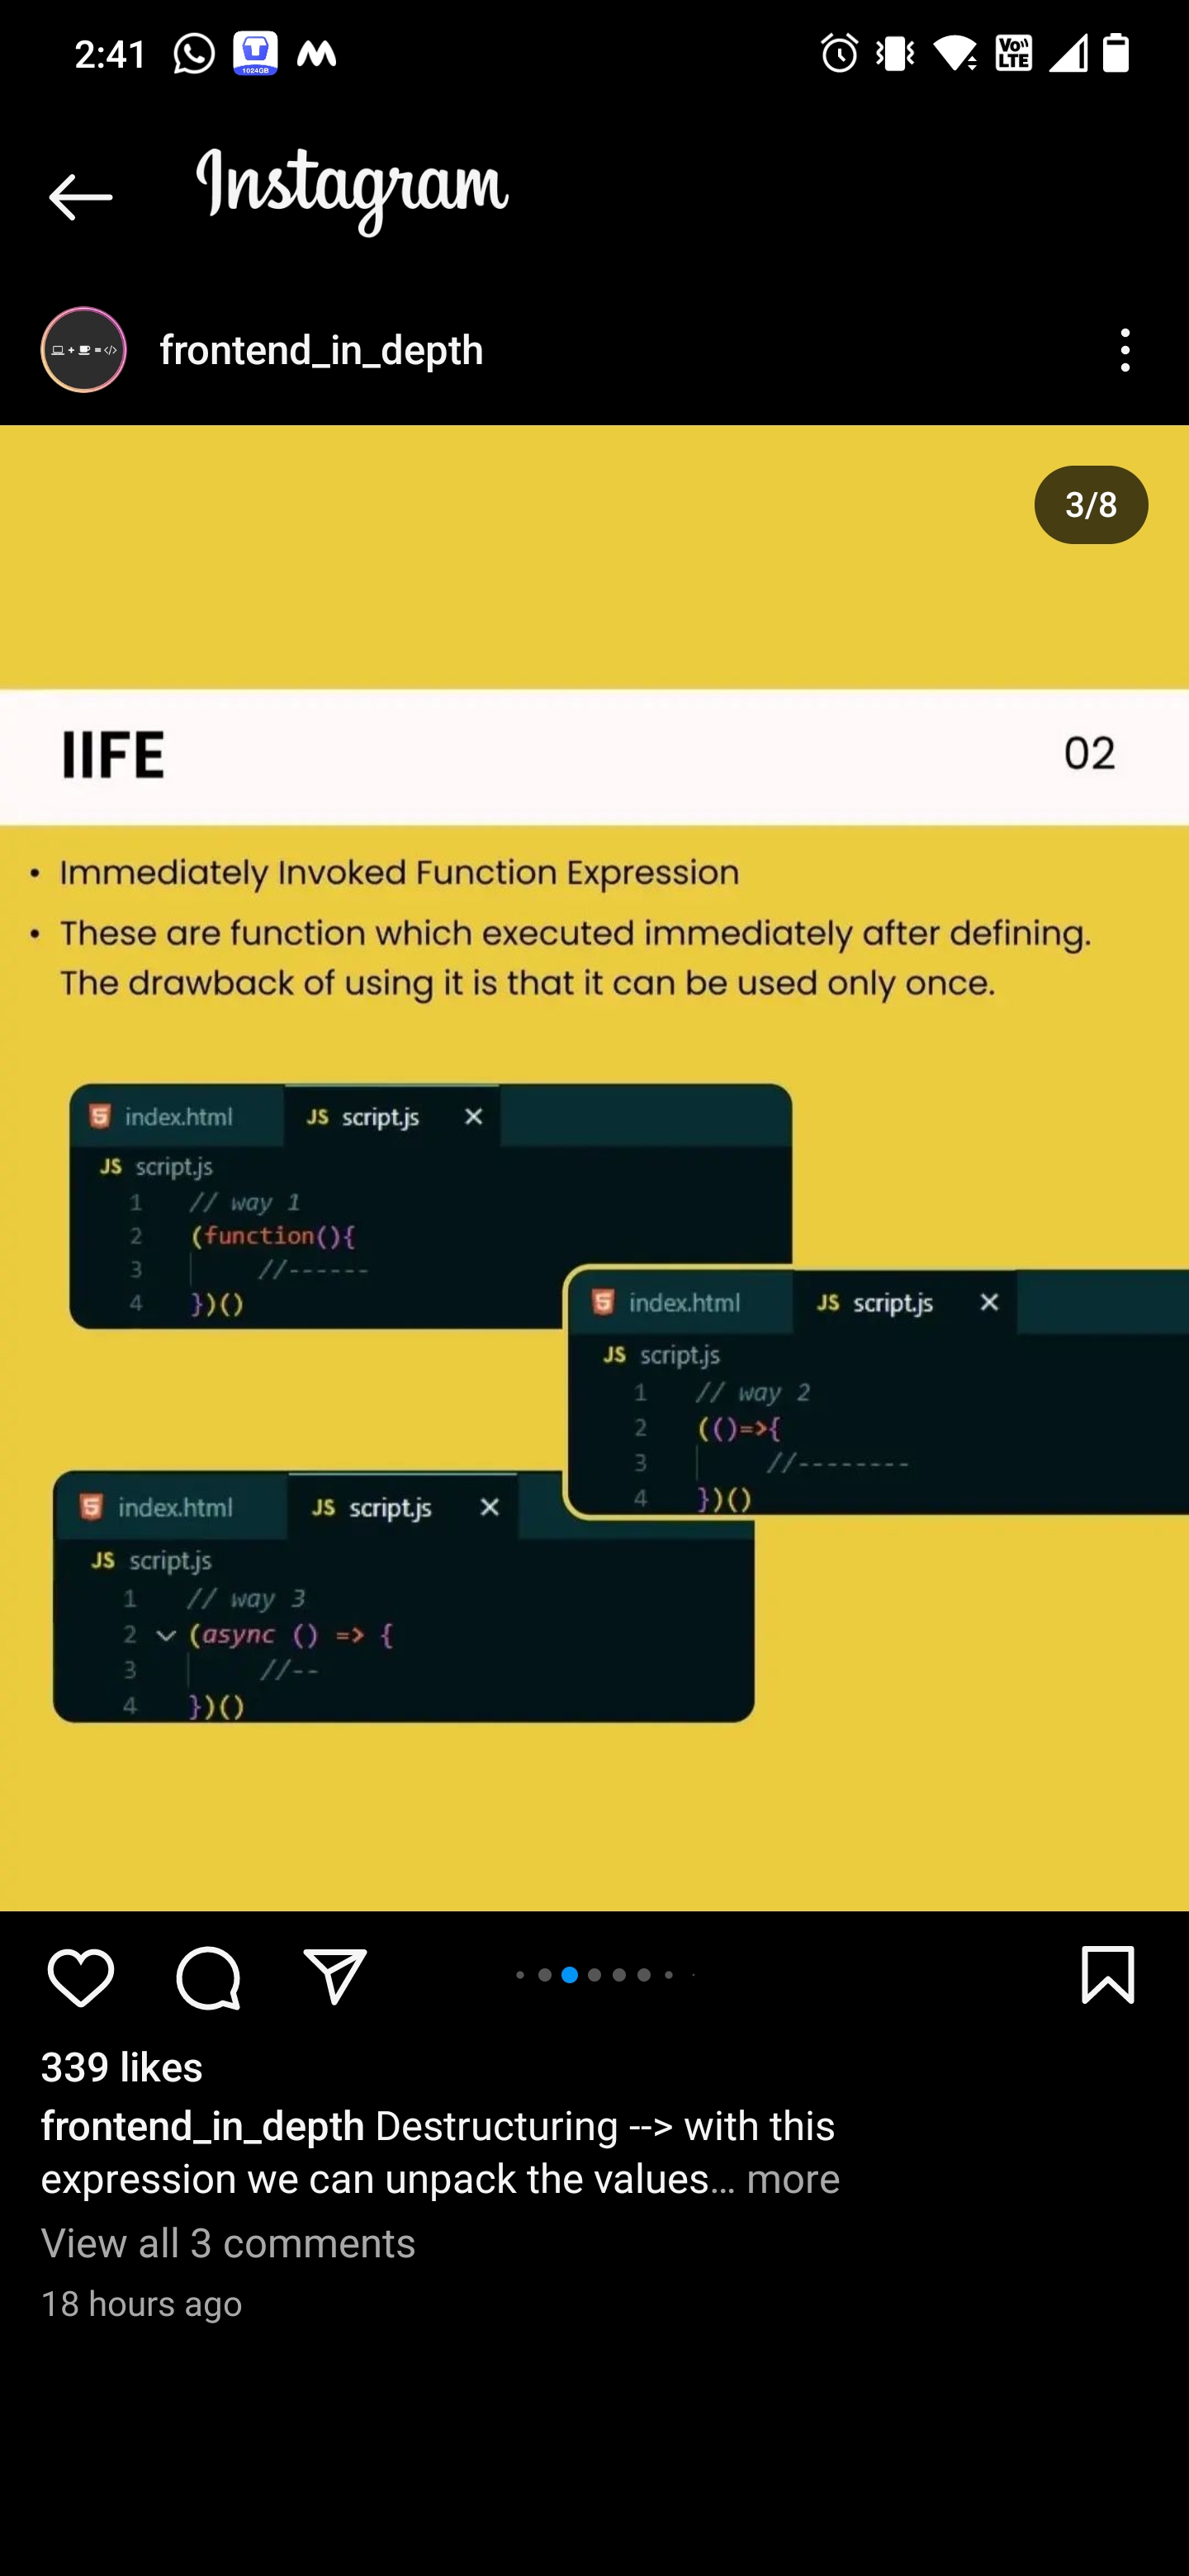 2:41
1024GB
Vo)) LTE
Instagram
frontend_in_depth
3/8
IIFE
02
• Immediately Invoked Function Expression
• These are function which executed immediately after defining.
The drawback of using it is that it can be used only once.
index.html JS script.js ×
JS script.js
1 // way 1
2 (function(){
3 //------
4 })()
index.html JS script.js ×
JS script.js
1 // way 2
2 (()=>{
3 //--------
4 })()
index.html JS script.js ×
JS script.js
1 // way 3
2 (async () => {
3 //--
4 })()
339 likes
frontend_in_depth Destructuring --> with this
expression we can unpack the values... more
View all 3 comments
18 hours ago